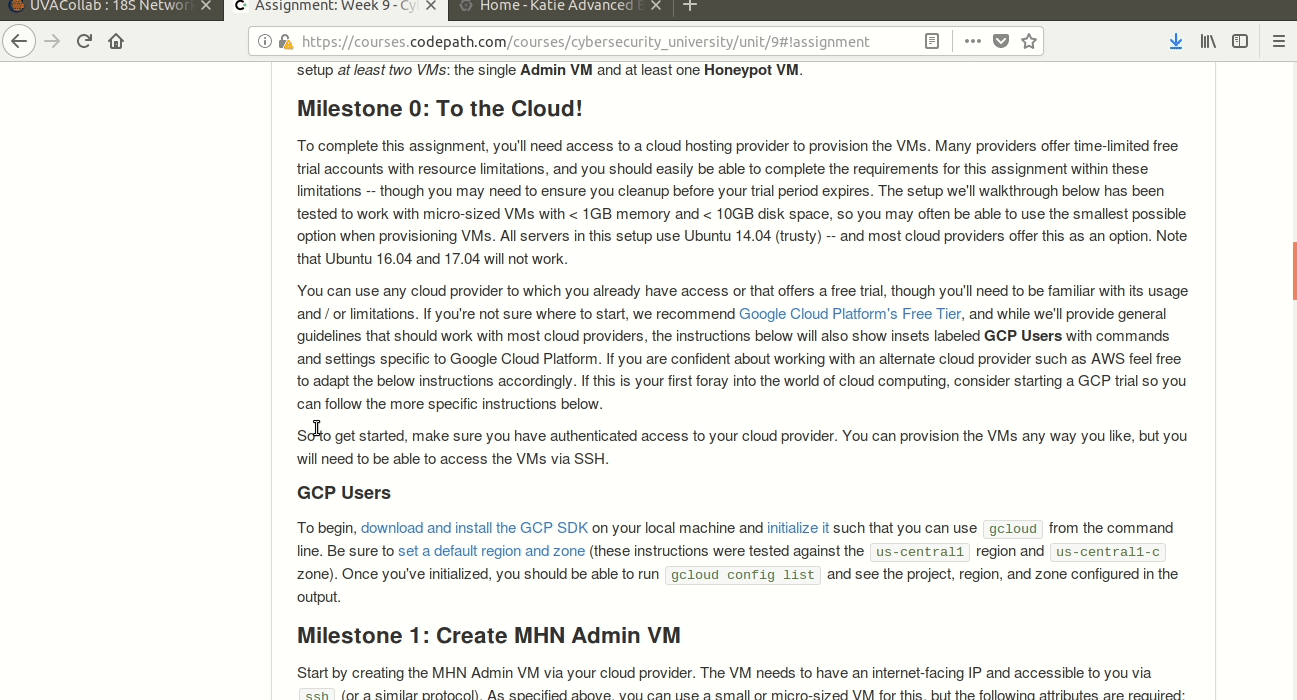 UVACollab : 18S Networ
Assignment: Week 9 - Cy
Home - Katie Advanced E
https://courses.codepath.com/courses/cybersecurity_university/unit/9#!assignment
setup at least two VMs: the single Admin VM and at least one Honeypot VM.
Milestone 0: To the Cloud!
To complete this assignment, you'll need access to a cloud hosting provider to provision the VMs. Many providers offer time-limited free
trial accounts with resource limitations, and you should easily be able to complete the requirements for this assignment within these
limitations -- though you may need to ensure you cleanup before your trial period expires. The setup we'll walkthrough below has been
tested to work with micro-sized VMs with < 1GB memory and < 10GB disk space, so you may often be able to use the smallest possible
option when provisioning VMs. All servers in this setup use Ubuntu 14.04 (trusty) -- and most cloud providers offer this as an option. Note
that Ubuntu 16.04 and 17.04 will not work.
You can use any cloud provider to which you already have access or that offers a free trial, though you'll need to be familiar with its usage
and / or limitations. If you're not sure where to start, we recommend Google Cloud Platform's Free Tier, and while we'll provide general
guidelines that should work with most cloud providers, the instructions below will also show insets labeled GCP Users with commands
and settings specific to Google Cloud Platform. If you are confident about working with an alternate cloud provider such as AWS feel free
to adapt the below instructions accordingly. If this is your first foray into the world of cloud computing, consider starting a GCP trial so you
can follow the more specific instructions below.
So to get started, make sure you have authenticated access to your cloud provider. You can provision the VMs any way you like, but you
will need to be able to access the VMs via SSH.
GCP Users
To begin, download and install the GCP SDK on your local machine and initialize it such that you can use gcloud from the command
line. Be sure to set a default region and zone (these instructions were tested against the us-central1 region and us-central1-c
zone). Once you've initialized, you should be able to run gcloud config list and see the project, region, and zone configured in the
output.
Milestone 1: Create MHN Admin VM
Start by creating the MHN Admin VM via your cloud provider. The VM needs to have an internet-facing IP and accessible to you via
ssh (or a similar protocol). As specified above, you can use a small or micro-sized VM for this, but the following attributes are required: